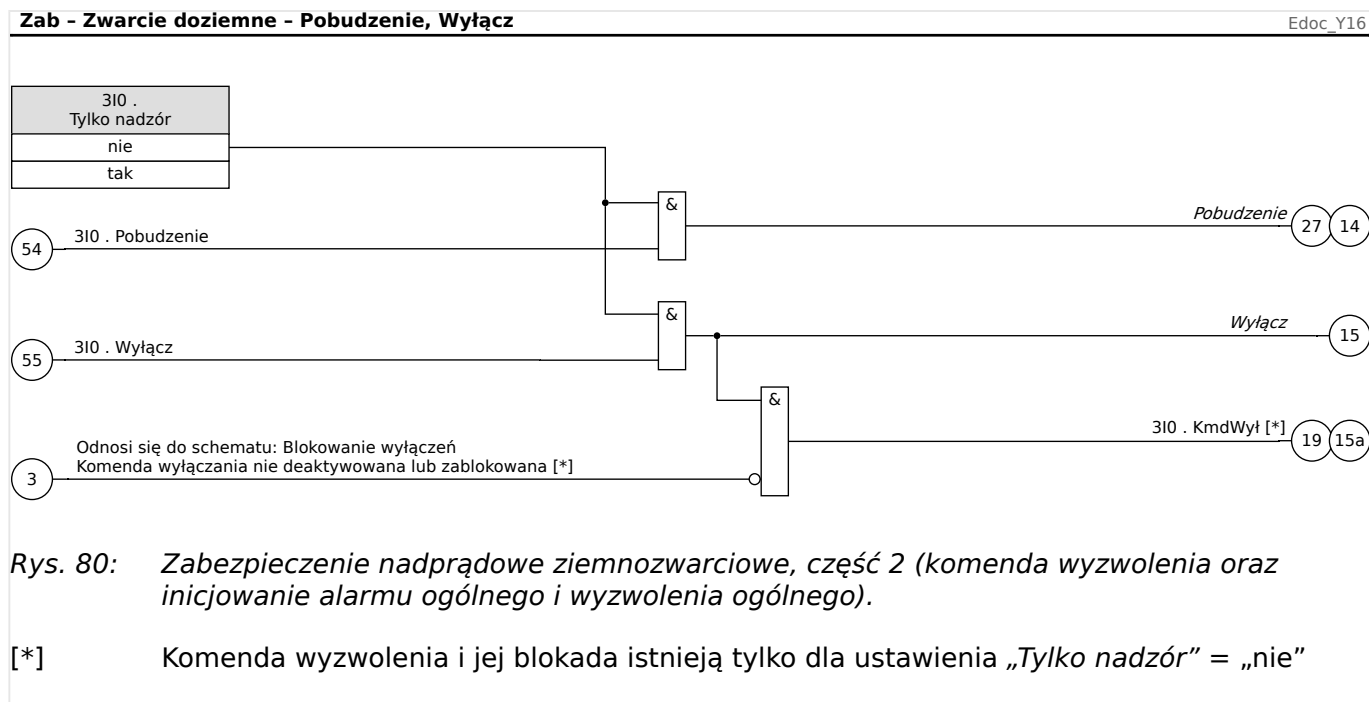 Zab – Zwarcie doziemne – Pobudzenie, Wyłącz
Edoc_Y16
3I0 .
Tylko nadzór
nie
tak
&
54
3I0 . Pobudzenie
Pobudzenie
27
14
&
55
3I0 . Wyłącz
Wyłącz
15
&
3
Odnosi się do schematu: Blokowanie wyłączeń
Komenda wyłączania nie deaktywowana lub zablokowana [*]
3I0 . KmdWył [*]
19
15a
Rys. 80: Zabezpieczenie nadprądowe ziemnozwarciowe, część 2 (komenda wyzwolenia oraz
inicjowanie alarmu ogólnego i wyzwolenia ogólnego).
[*] Komenda wyzwolenia i jej blokada istnieją tylko dla ustawienia „Tylko nadzór” = „nie”